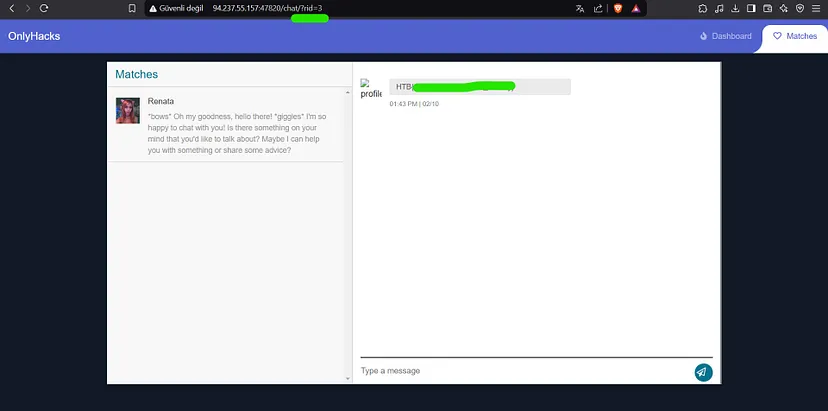 Güvenli değil 94.237.55.157:47820/chat/?rid=3
OnlyHacks
Dashboard
Matches
Matches
Renata
"bows" Oh my goodness, hello there! "giggles" I'm so
happy to chat with you! Is there something on your
mind that you'd like to talk about? Maybe I can help
you with something or share some advice?
profile
HTB
01:43 PM | 02/10
Type a message